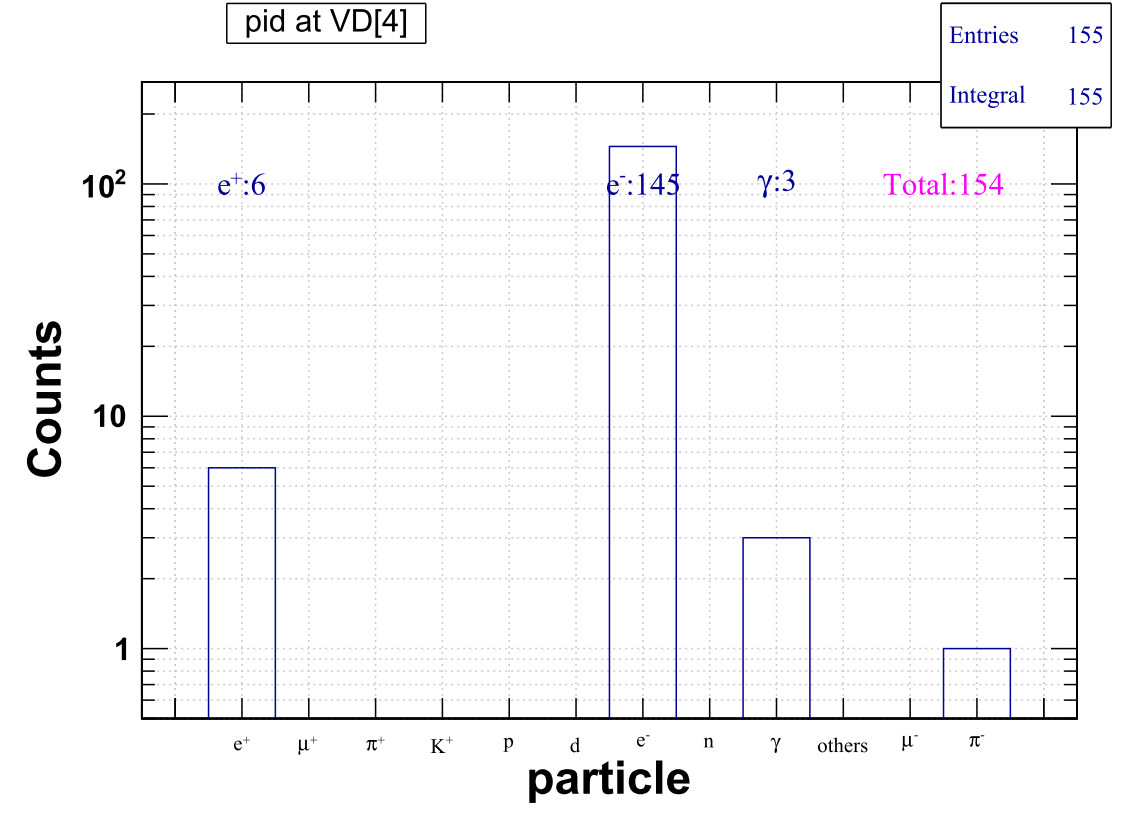 pid at VD[4]
Entries 155
Integral 155
e⁺:6 e⁻:145 γ:3 Total:154
10²
10
1
Counts
e⁺ μ⁺ π⁺ K⁺ p d e⁻ n γ others μ⁻ π⁻
particle